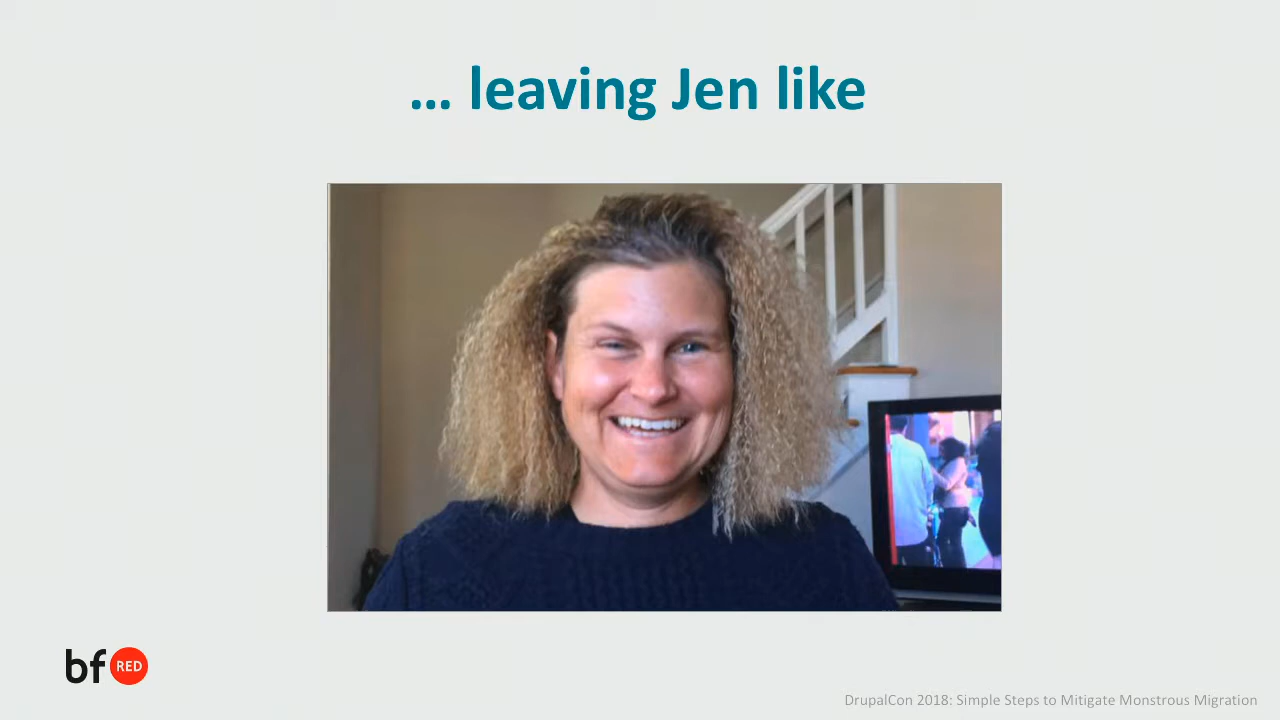 ... leaving Jen like
bf RED
DrupalCon 2018: Simple Steps to Mitigate Monstrous Migration